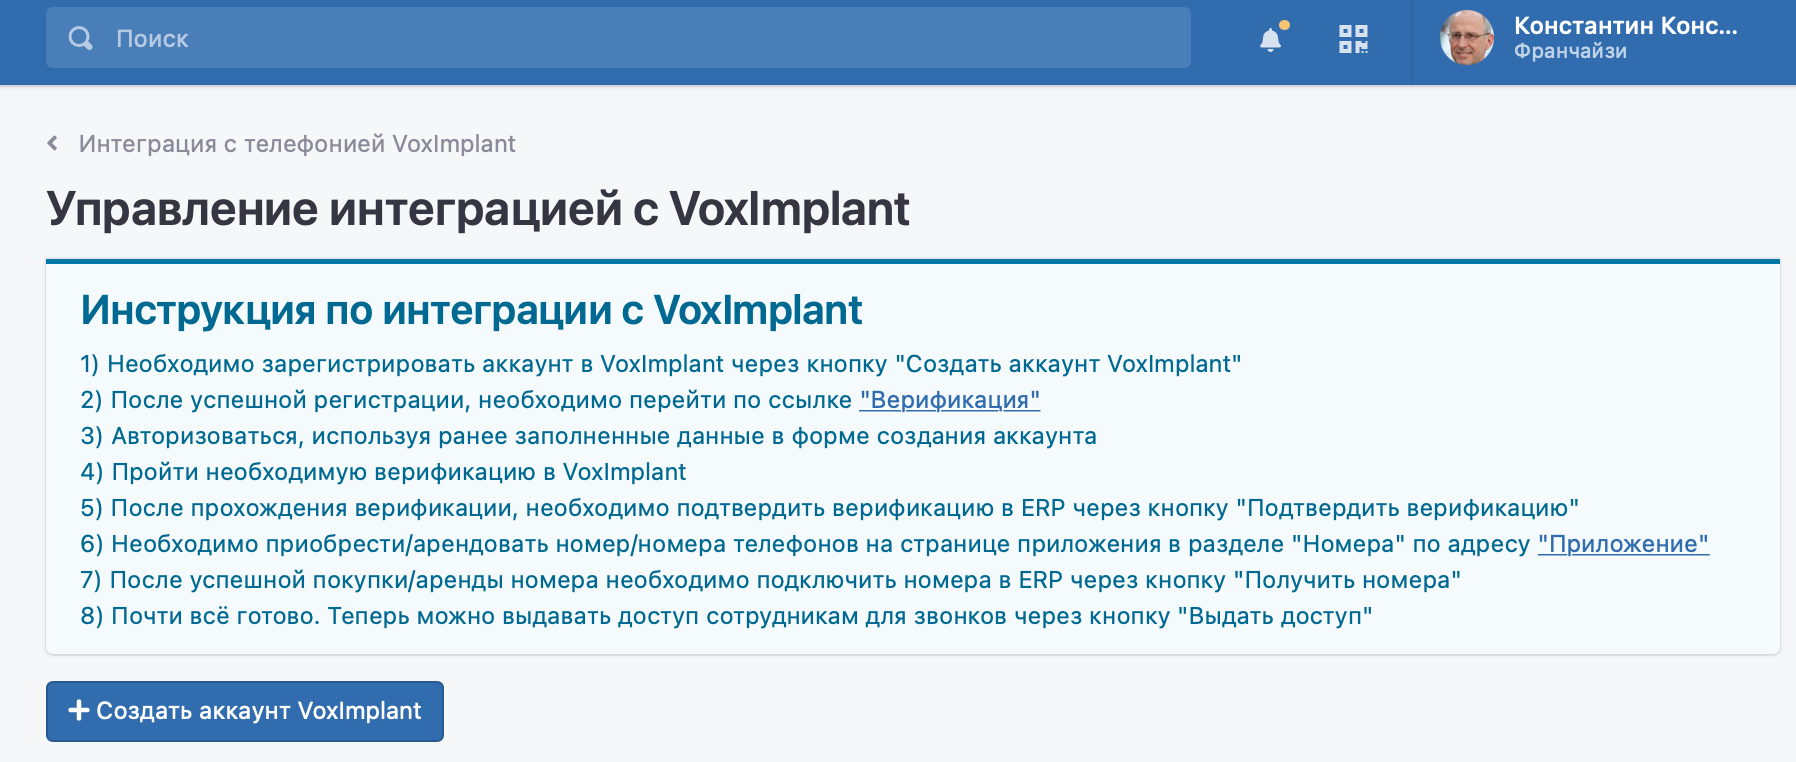 Поиск
Константин Конс...
Франчайзи
Интеграция с телефонией VoxImplant
Управление интеграцией с VoxImplant
Инструкция по интеграции с VoxImplant
1) Необходимо зарегистрировать аккаунт в VoxImplant через кнопку "Создать аккаунт VoxImplant"
2) После успешной регистрации, необходимо перейти по ссылке "Верификация"
3) Авторизоваться, используя ранее заполненные данные в форме создания аккаунта
4) Пройти необходимую верификацию в VoxImplant
5) После прохождения верификации, необходимо подтвердить верификацию в ERP через кнопку "Подтвердить верификацию"
6) Необходимо приобрести/арендовать номер/номера телефонов на странице приложения в разделе "Номера" по адресу "Приложение"
7) После успешной покупки/аренды номера необходимо подключить номера в ERP через кнопку "Получить номера"
8) Почти всё готово. Теперь можно выдавать доступ сотрудникам для звонков через кнопку "Выдать доступ"
Создать аккаунт VoxImplant